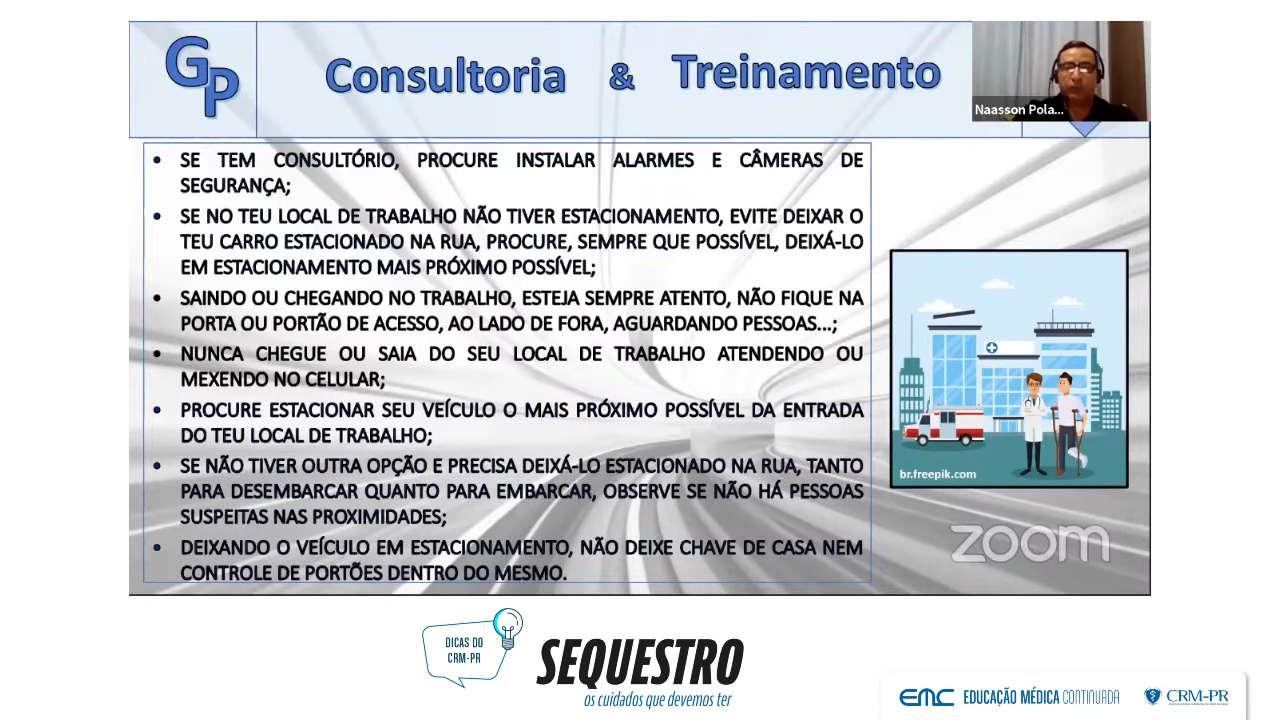 GP
Consultoria & Treinamento
Naasson Pola...
• SE TEM CONSULTÓRIO, PROCURE INSTALAR ALARMES E CÂMERAS DE
SEGURANÇA;
• SE NO TEU LOCAL DE TRABALHO NÃO TIVER ESTACIONAMENTO, EVITE DEIXAR O
TEU CARRO ESTACIONADO NA RUA, PROCURE, SEMPRE QUE POSSÍVEL, DEIXÁ-LO
EM ESTACIONAMENTO MAIS PRÓXIMO POSSÍVEL;
• SAINDO OU CHEGANDO NO TRABALHO, ESTEJA SEMPRE ATENTO, NÃO FIQUE NA
PORTA OU PORTÃO DE ACESSO, AO LADO DE FORA, AGUARDANDO PESSOAS...;
• NUNCA CHEGUE OU SAIA DO SEU LOCAL DE TRABALHO ATENDENDO OU
MEXENDO NO CELULAR;
• PROCURE ESTACIONAR SEU VEÍCULO O MAIS PRÓXIMO POSSÍVEL DA ENTRADA
DO TEU LOCAL DE TRABALHO;
• SE NÃO TIVER OUTRA OPÇÃO E PRECISA DEIXÁ-LO ESTACIONADO NA RUA, TANTO
PARA DESEMBARCAR QUANTO PARA EMBARCAR, OBSERVE SE NÃO HÁ PESSOAS
SUSPEITAS NAS PROXIMIDADES;
• DEIXANDO O VEÍCULO EM ESTACIONAMENTO, NÃO DEIXE CHAVE DE CASA NEM
CONTROLE DE PORTÕES DENTRO DO MESMO.
br.freepik.com
zoom
DICAS DO
CRM-PR
SEQUESTRO
os cuidados que devemos ter
EMC EDUCAÇÃO MÉDICA CONTINUADA
CRM-PR